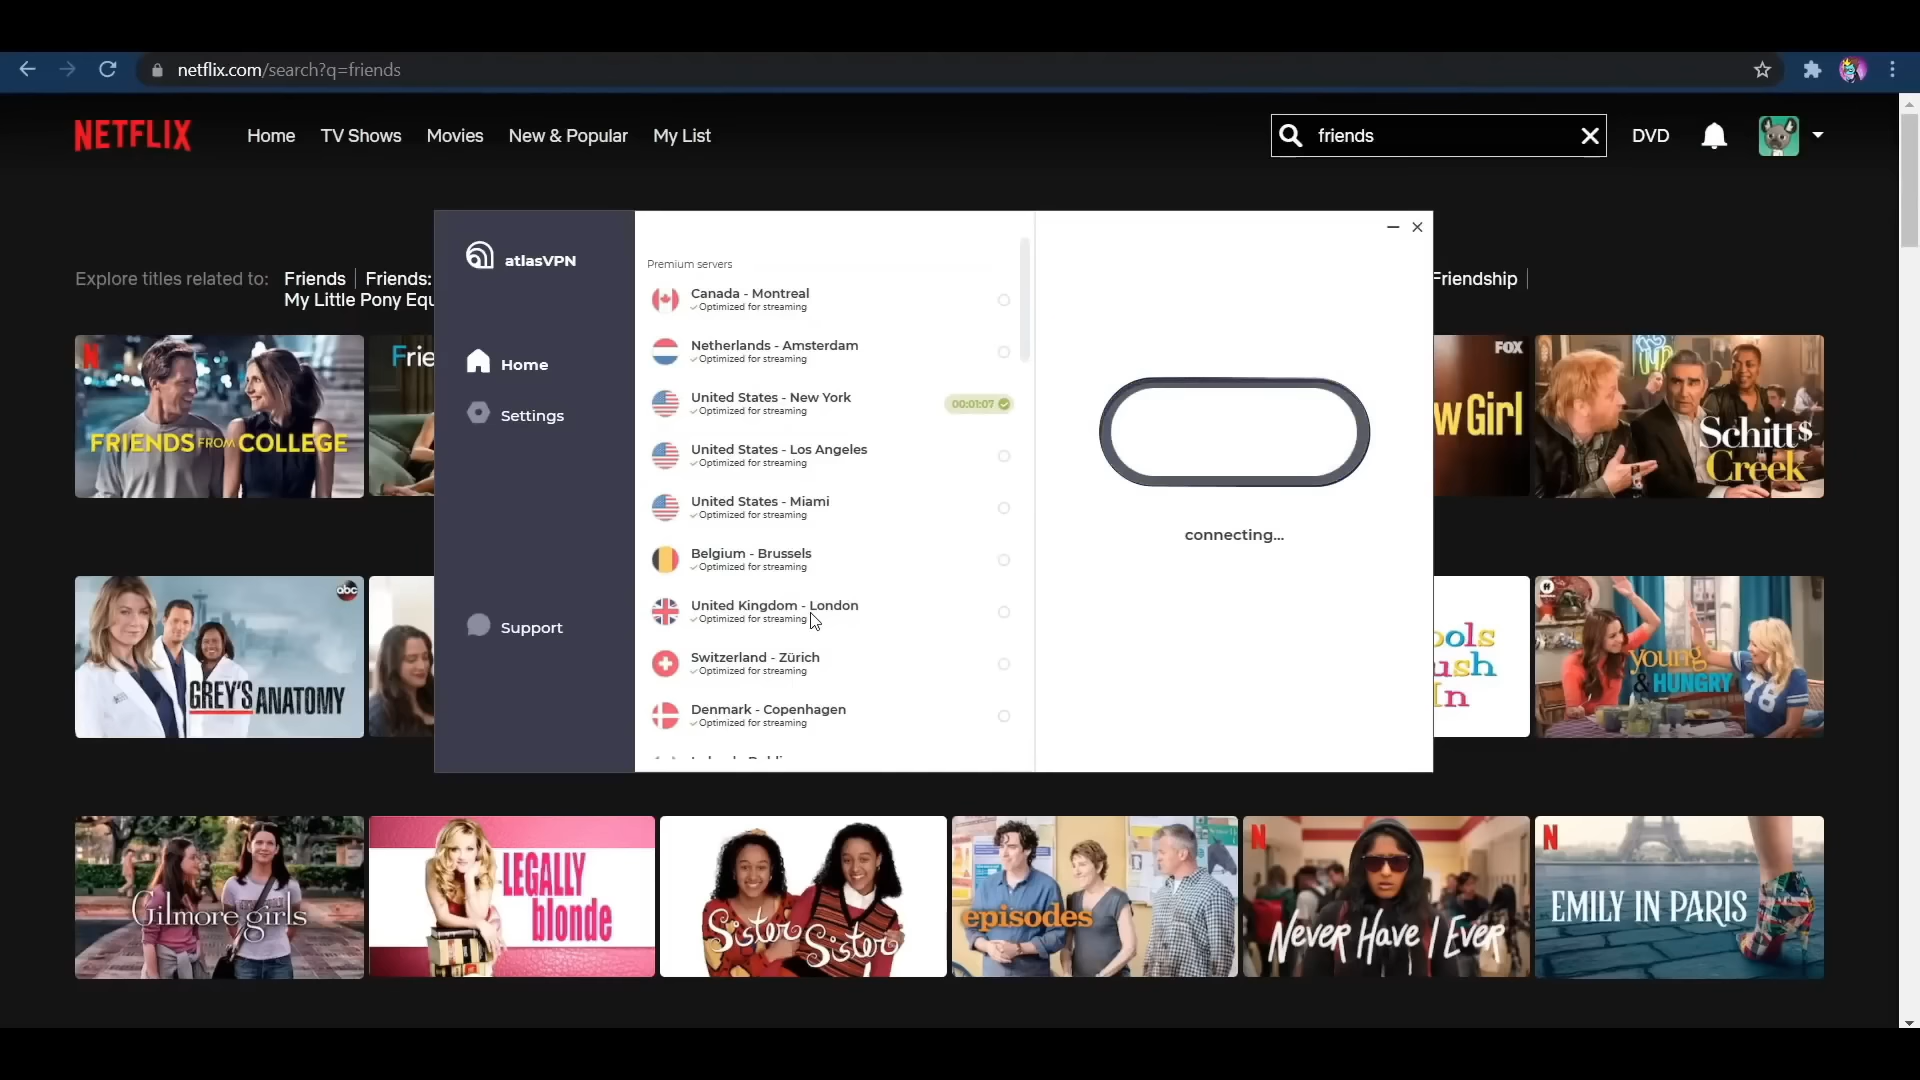 netflix.com/search?q=friends
NETFLIX
Home
TV Shows
Movies
New & Popular
My List
friends
DVD
Explore titles related to:
Friends
Friends:
Friendship
My Little Pony Equ
atlasVPN
Home
Settings
Support
Premium servers
Canada - Montreal
Optimized for streaming
Netherlands - Amsterdam
Optimized for streaming
United States - New York
Optimized for streaming
00:01:07
United States - Los Angeles
Optimized for streaming
United States - Miami
Optimized for streaming
Belgium - Brussels
Optimized for streaming
United Kingdom - London
Optimized for streaming
Switzerland - Zürich
Optimized for streaming
Denmark - Copenhagen
Optimized for streaming
connecting...
N
FRIENDS FROM COLLEGE
Frie
FOX
w Girl
Schitt$
Creek
abc
GREY'S ANATOMY
ools
ush
In
young
& HUNGRY
78
Gilmore girls
LEGALLY
blonde
Sister
Sister
episodes
N
Never Have I Ever
N
EMILY IN PARIS